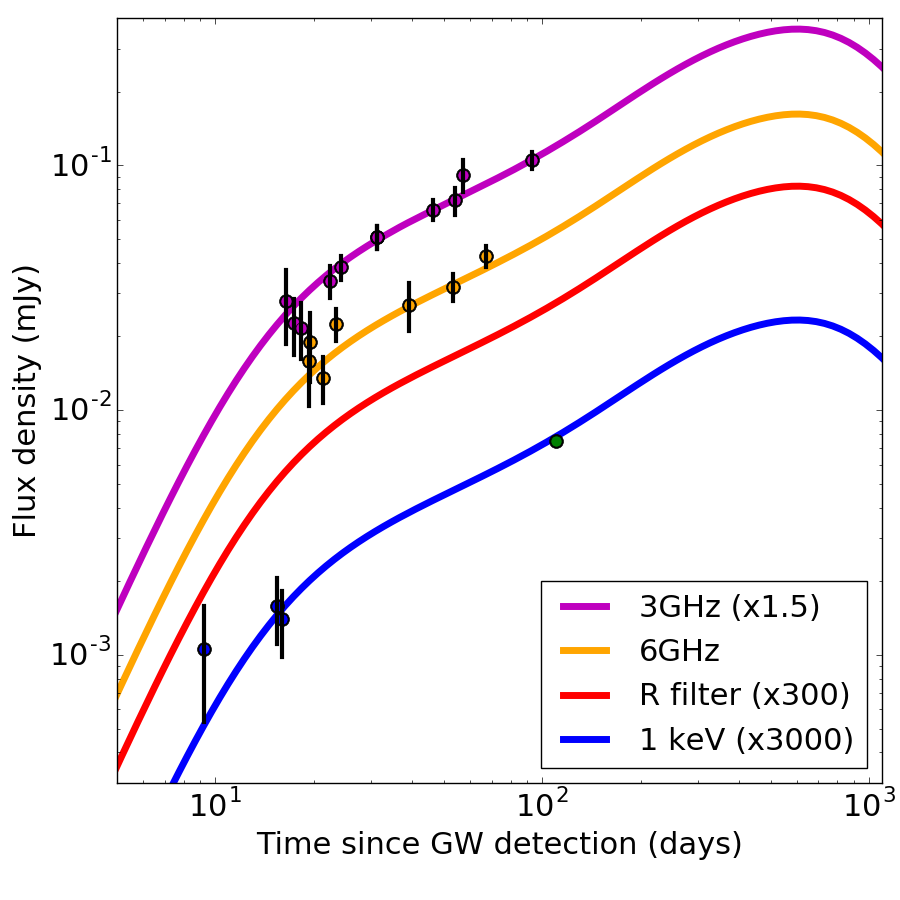 Flux density (mJy)
10^-1
10^-2
10^-3
3GHz (x1.5)
6GHz
R filter (x300)
1 keV (x3000)
10^1
10^2
10^3
Time since GW detection (days)